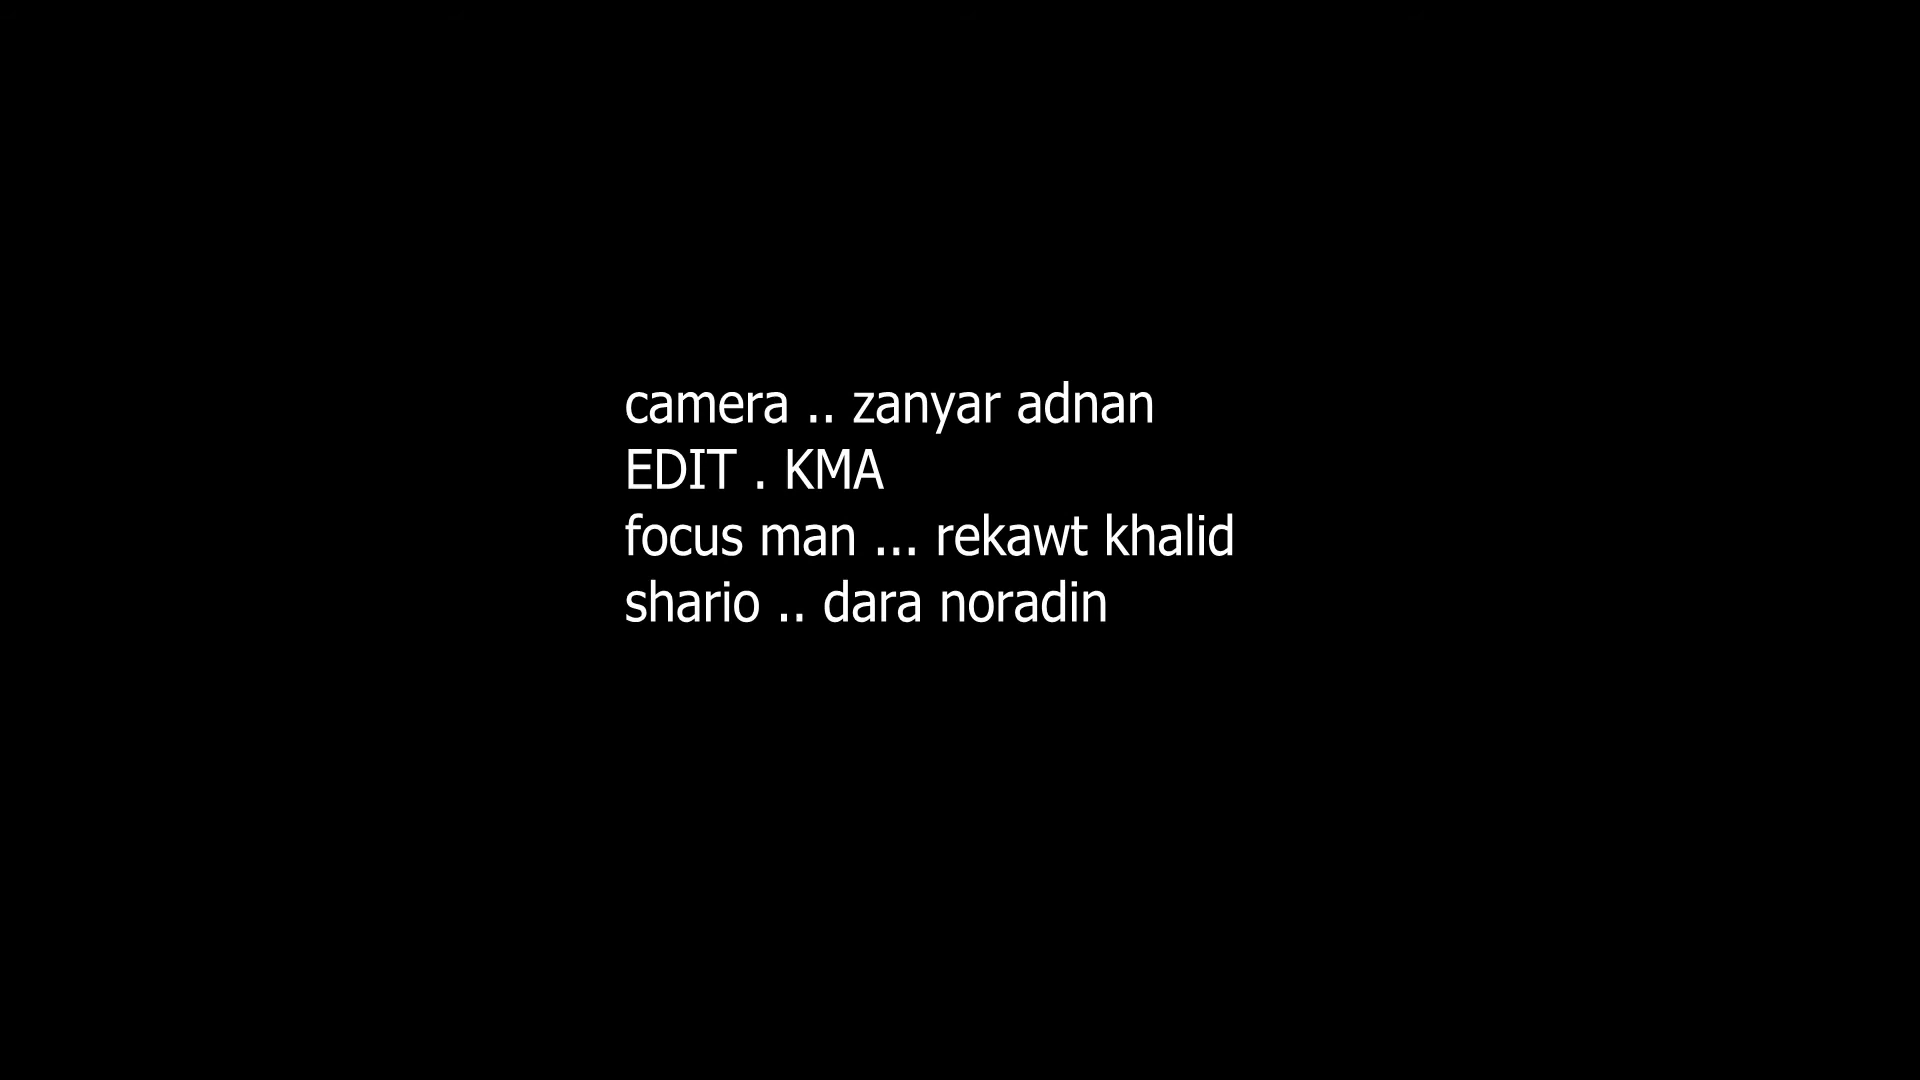 camera .. zanyar adnan
EDIT . KMA
focus man ... rekawt khalid
shario .. dara noradin